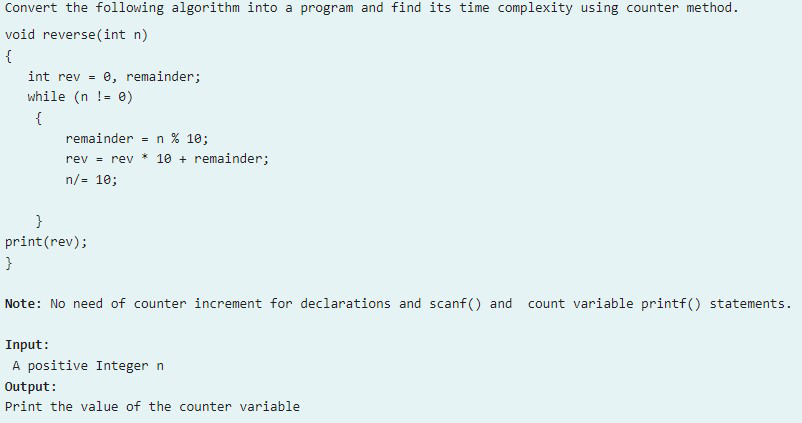 Convert the following algorithm into a program and find its time complexity using counter method.
void reverse(int n)
{
int rev = 0, remainder;
while (n != 0)
{
remainder = n % 10;
rev = rev * 10 + remainder;
n/= 10;
}
print(rev);
}
Note: No need of counter increment for declarations and scanf() and count variable printf() statements.
Input:
A positive Integer n
Output:
Print the value of the counter variable